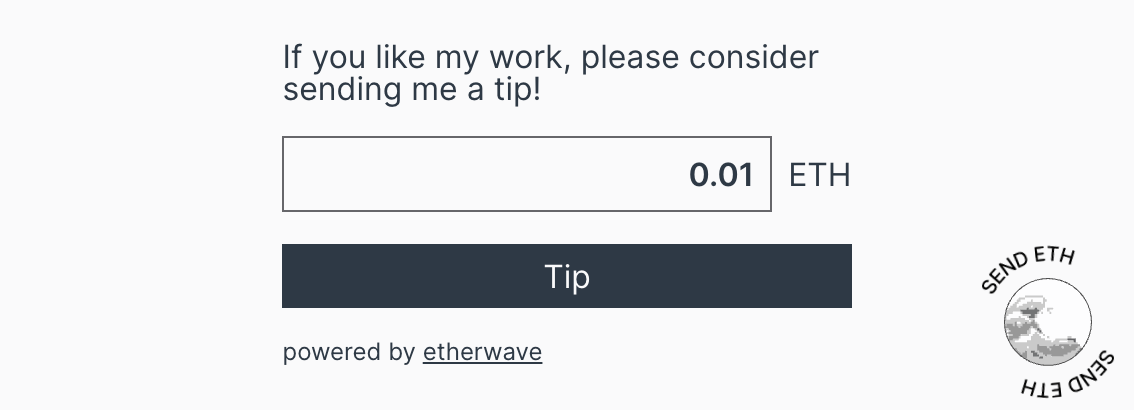 If you like my work, please consider
sending me a tip!
0.01 ETH
Tip
powered by etherwave
SEND ETH
SEND ETH